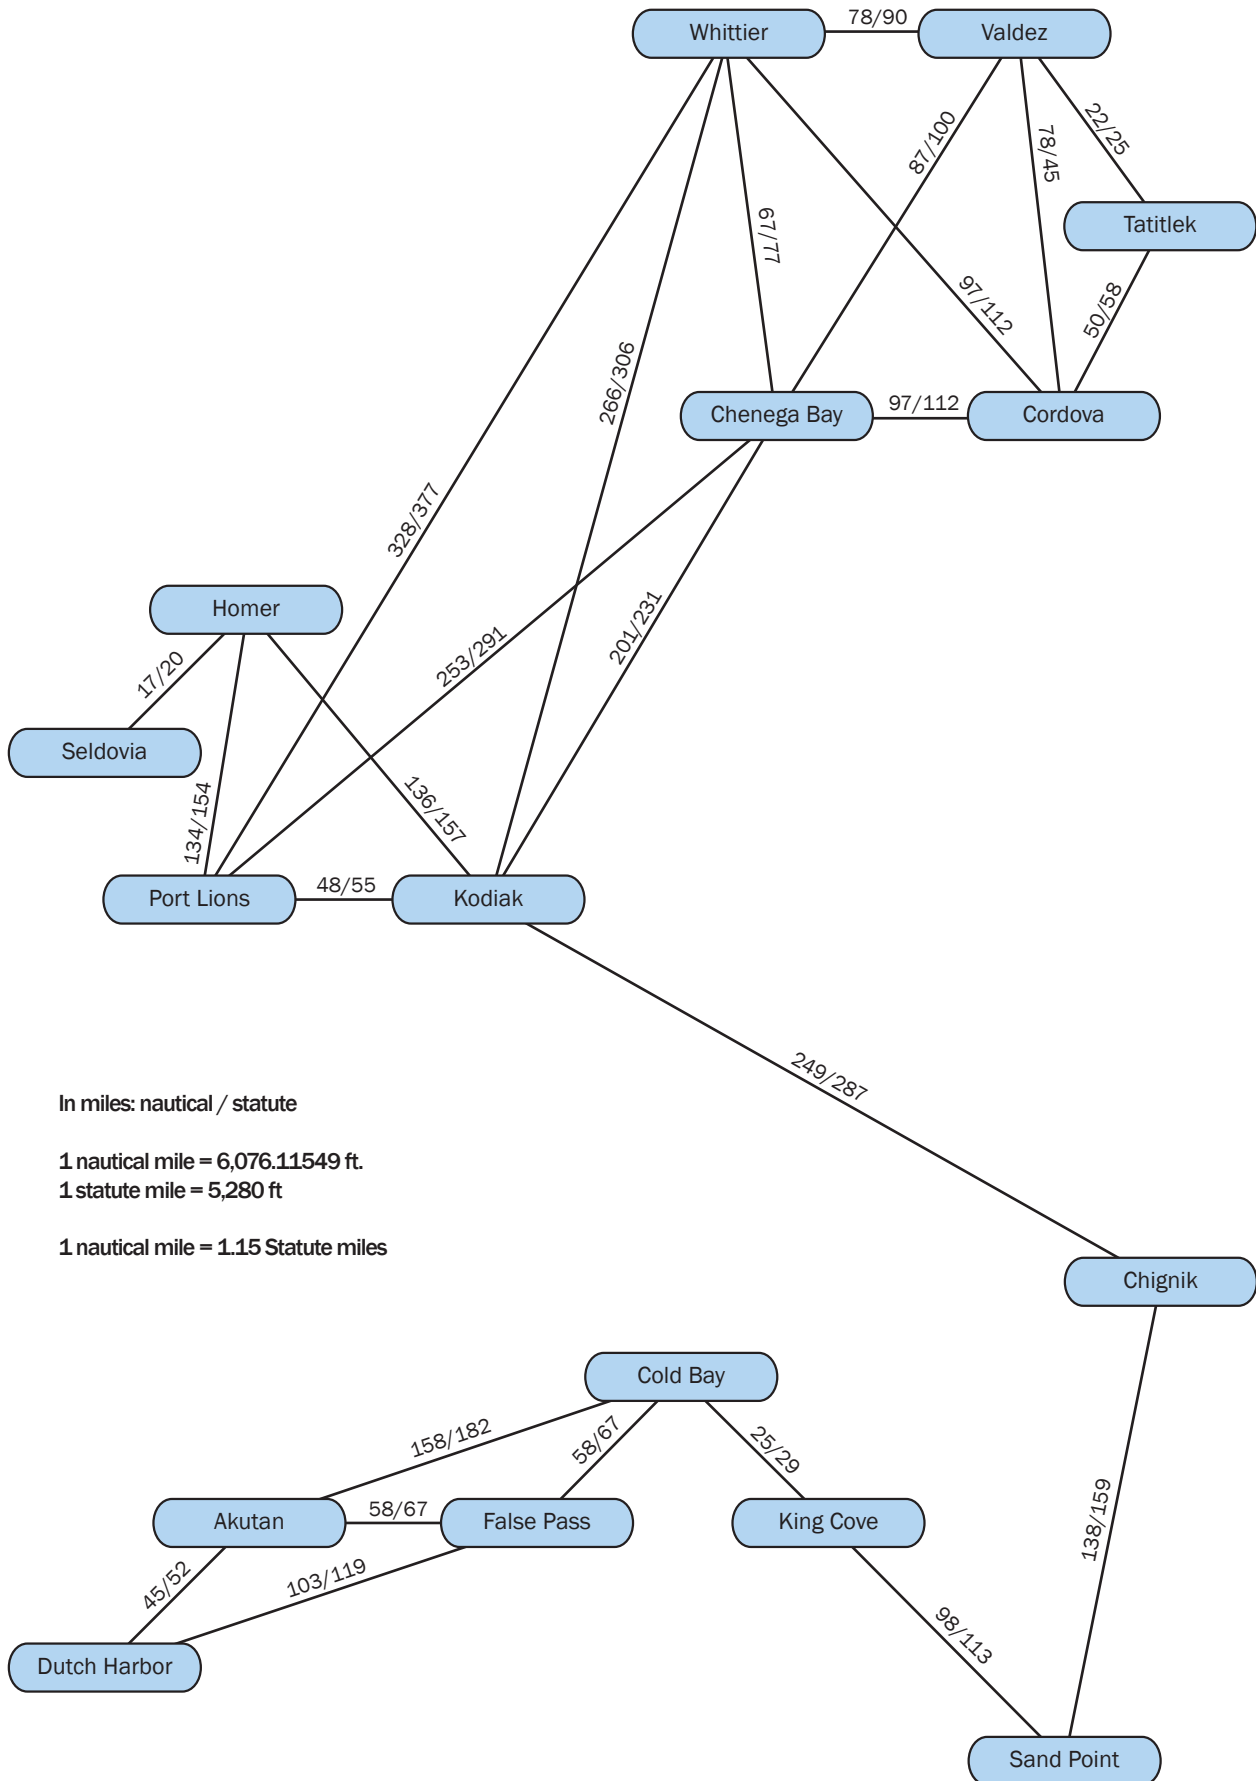 Whittier
78/90
Valdez
87/100
78/45
22/25
67/77
Tatitlek
97/112
50/58
266/306
Chenega Bay
97/112
Cordova
328/377
Homer
253/291
201/231
17/20
Seldovia
134/154
136/157
Port Lions
48/55
Kodiak
249/287
In miles: nautical / statute
1 nautical mile = 6,076.11549 ft.
1 statute mile = 5,280 ft
1 nautical mile = 1.15 Statute miles
Chignik
Cold Bay
158/182
58/67
25/29
Akutan
58/67
False Pass
King Cove
138/159
45/52
103/119
98/113
Dutch Harbor
Sand Point